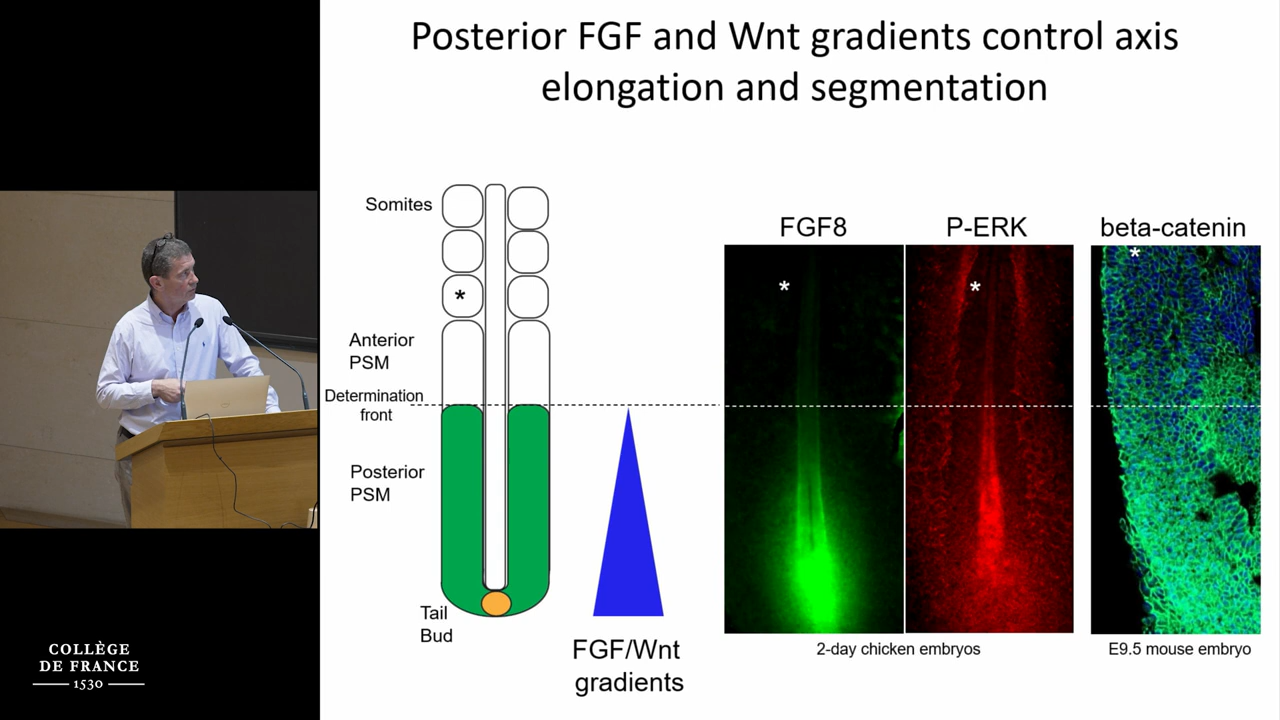 Posterior FGF and Wnt gradients control axis
elongation and segmentation
Somites
*
Anterior
PSM
Determination
front
Posterior
PSM
Tail
Bud
FGF/Wnt
gradients
FGF8
P-ERK
beta-catenin
*
*
*
2-day chicken embryos
E9.5 mouse embryo
COLLÈGE
DE FRANCE
1530